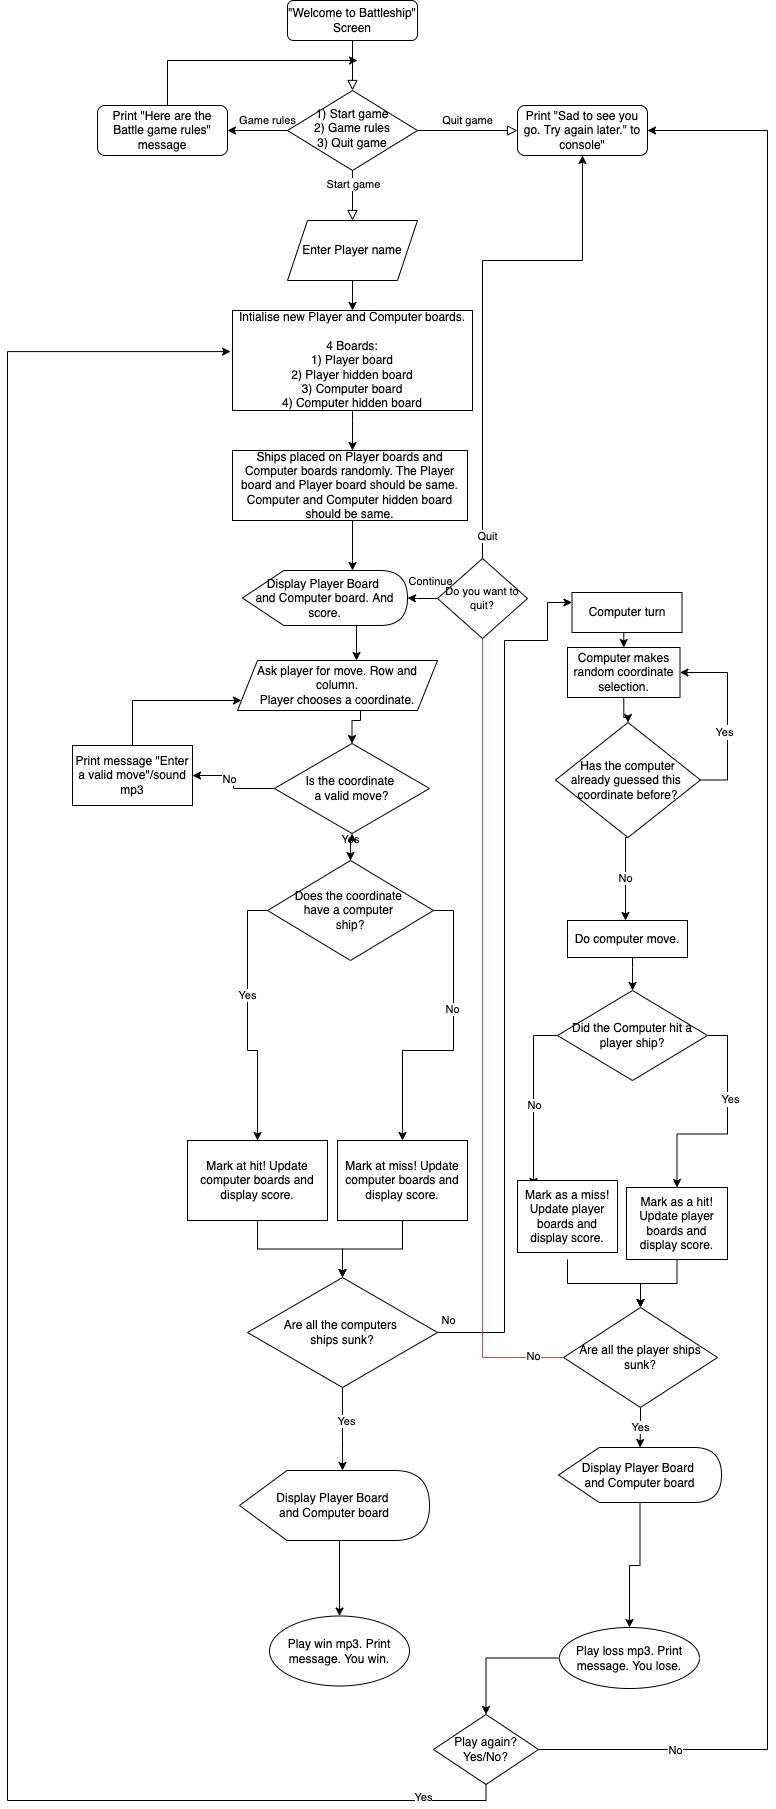 "Welcome to Battleship"
Screen
Print "Here are the
Battle game rules"
message
Game rules
1) Start game
2) Game rules
3) Quit game
Quit game
Print "Sad to see you
go. Try again later." to
console"
Start game
Enter Player name
Intialise new Player and Computer boards.
4 Boards:
1) Player board
2) Player hidden board
3) Computer board
4) Computer hidden board
Ships placed on Player boards and
Computer boards randomly. The Player
board and Player board should be same.
Computer and Computer hidden board
should be same.
Quit
Display Player Board
and Computer board. And
score.
Continue
Do you want to
quit?
Computer turn
Ask player for move. Row and
column.
Player chooses a coordinate.
Computer makes
random coordinate
selection.
Yes
Print message "Enter
a valid move"/sound
mp3
No
Is the coordinate
a valid move?
Has the computer
already guessed this
coordinate before?
Yes
No
Does the coordinate
have a computer
ship?
Do computer move.
Yes
No
Did the Computer hit a
player ship?
No
Yes
Mark at hit! Update
computer boards and
display score.
Mark at miss! Update
computer boards and
display score.
Mark as a miss!
Update player
boards and
display score.
Mark as a hit!
Update player
boards and
display score.
Are all the computers
ships sunk?
No
No
Are all the player ships
sunk?
Yes
Yes
Display Player Board
and Computer board
Display Player Board
and Computer board
Play win mp3. Print
message. You win.
Play loss mp3. Print
message. You lose.
Play again?
Yes/No?
No
Yes